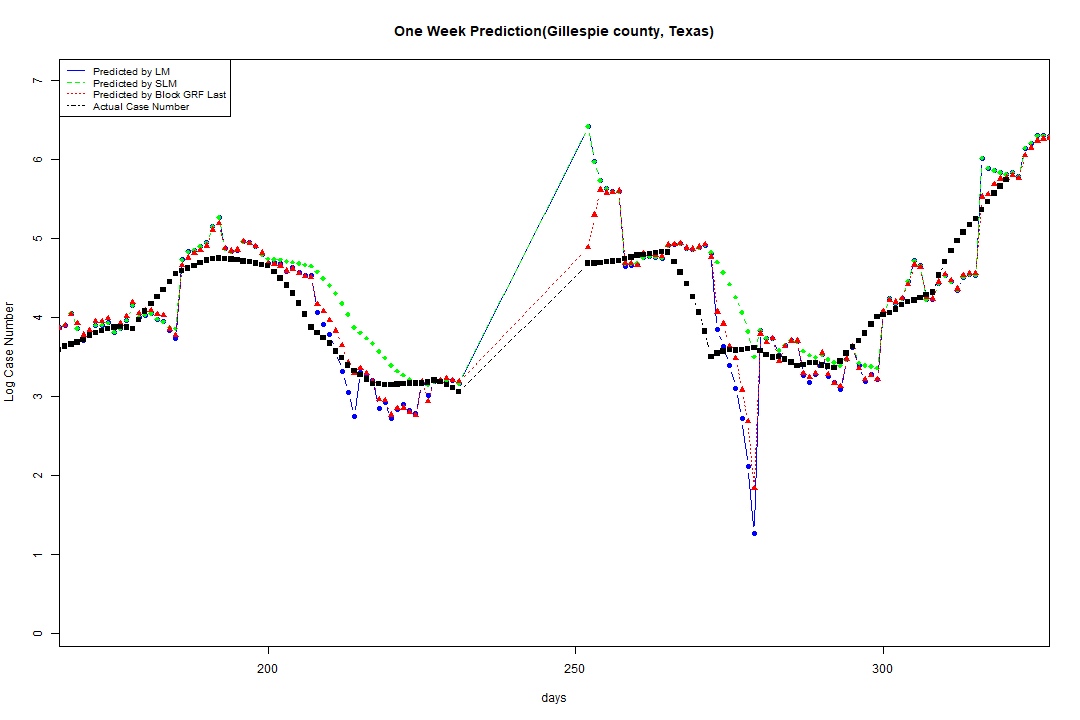 One Week Prediction(Gillespie county, Texas)
Predicted by LM
Predicted by SLM
Predicted by Block GRF Last
Actual Case Number
Log Case Number
7
6
5
4
3
2
1
0
200
250
300
days